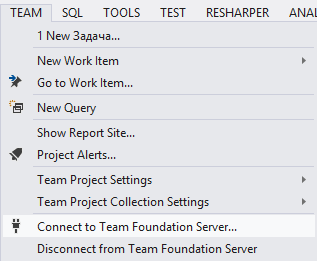 TEAM SQL TOOLS TEST RESHARPER ANAL
1 New Задача...
New Work Item
Go to Work Item...
New Query
Show Report Site...
Project Alerts...
Team Project Settings
Team Project Collection Settings
Connect to Team Foundation Server...
Disconnect from Team Foundation Server